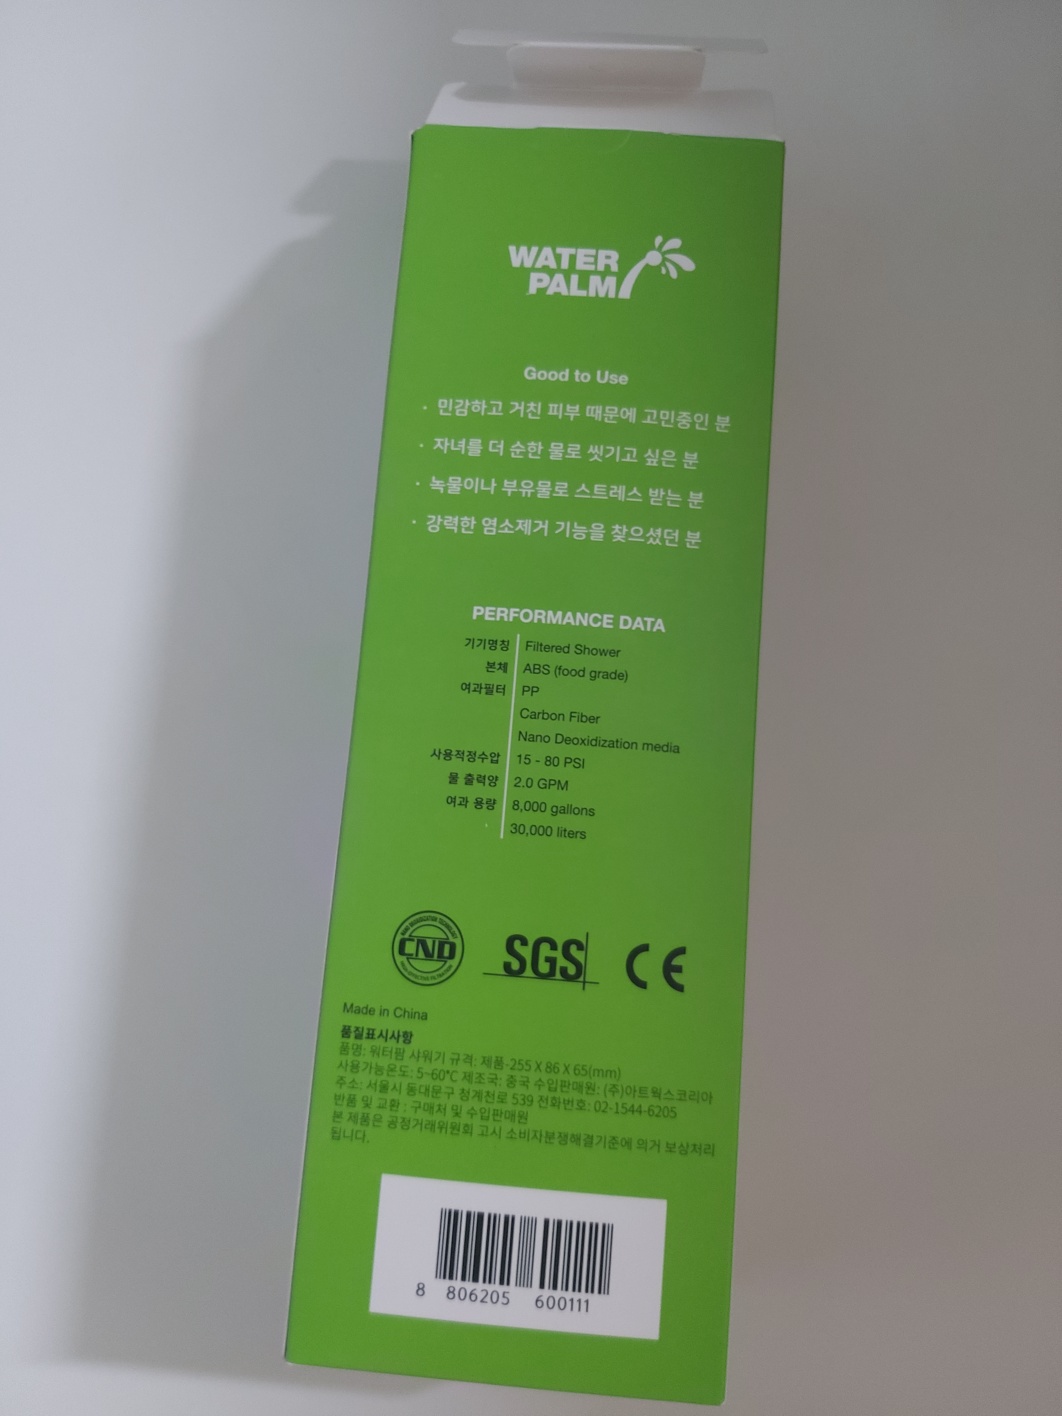 WATER
PALM
Good to Use
· 민감하고 거친 피부 때문에 고민중인 분
· 자녀를 더 순한 물로 씻기고 싶은 분
· 녹물이나 부유물로 스트레스 받는 분
· 강력한 염소제거 기능을 찾으셨던 분
PERFORMANCE DATA
기기명칭 Filtered Shower
본체 ABS (food grade)
여과필터 PP
Carbon Fiber
Nano Deoxidization media
사용적정수압 15 - 80 PSI
물 출력양 2.0 GPM
여과 용량 8,000 gallons
30,000 liters
NANO DEOXIDIZATION TECHNOLOGY
CND
HIGH-EFFECTIVE FILTRATION
SGS
CE
Made in China
품질표시사항
품명: 워터팜 샤워기 규격: 제품-255 X 86 X 65(mm)
사용가능온도: 5~60°C 제조국: 중국 수입판매원: (주)아트웍스코리아
주소: 서울시 동대문구 청계천로 539 전화번호: 02-1544-6205
반품 및 교환 : 구매처 및 수입판매원
본 제품은 공정거래위원회 고시 소비자분쟁해결기준에 의거 보상처리
됩니다.
8 806205 600111